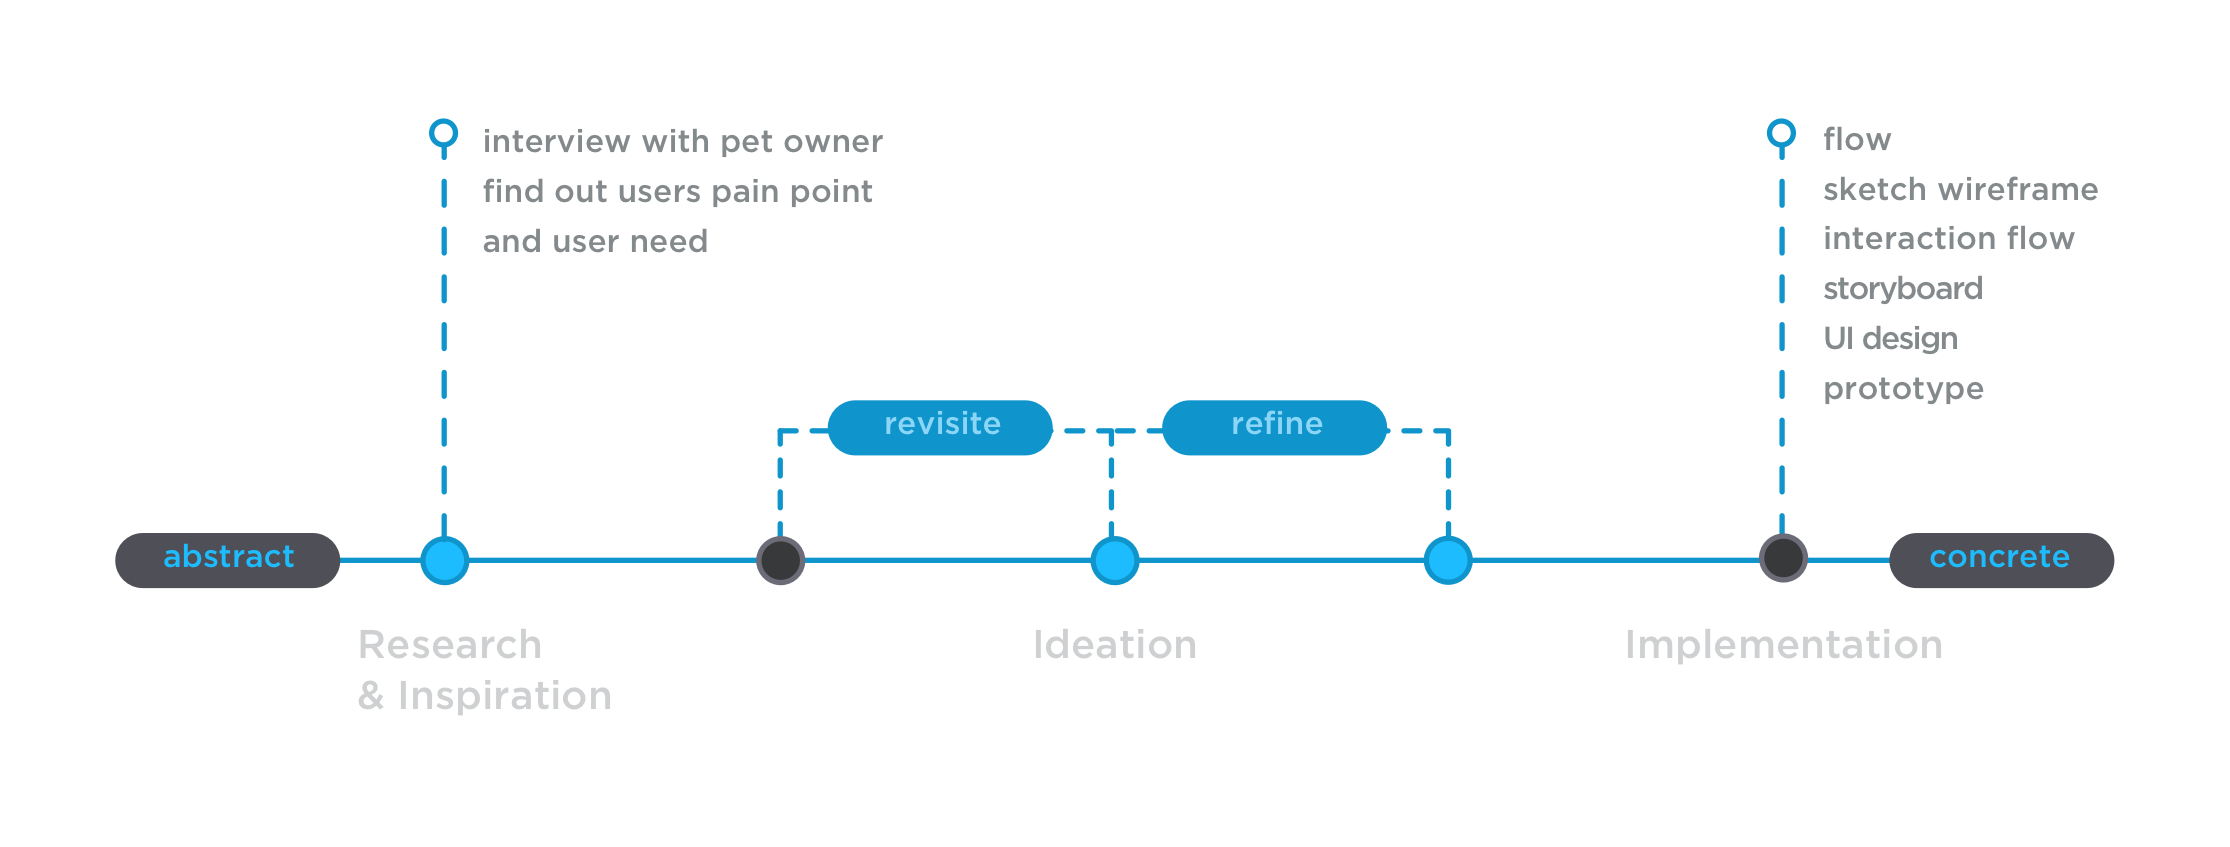 interview with pet owner
find out users pain point
and user need
flow
sketch wireframe
interaction flow
storyboard
UI design
prototype
revisite
refine
abstract
concrete
Research
& Inspiration
Ideation
Implementation